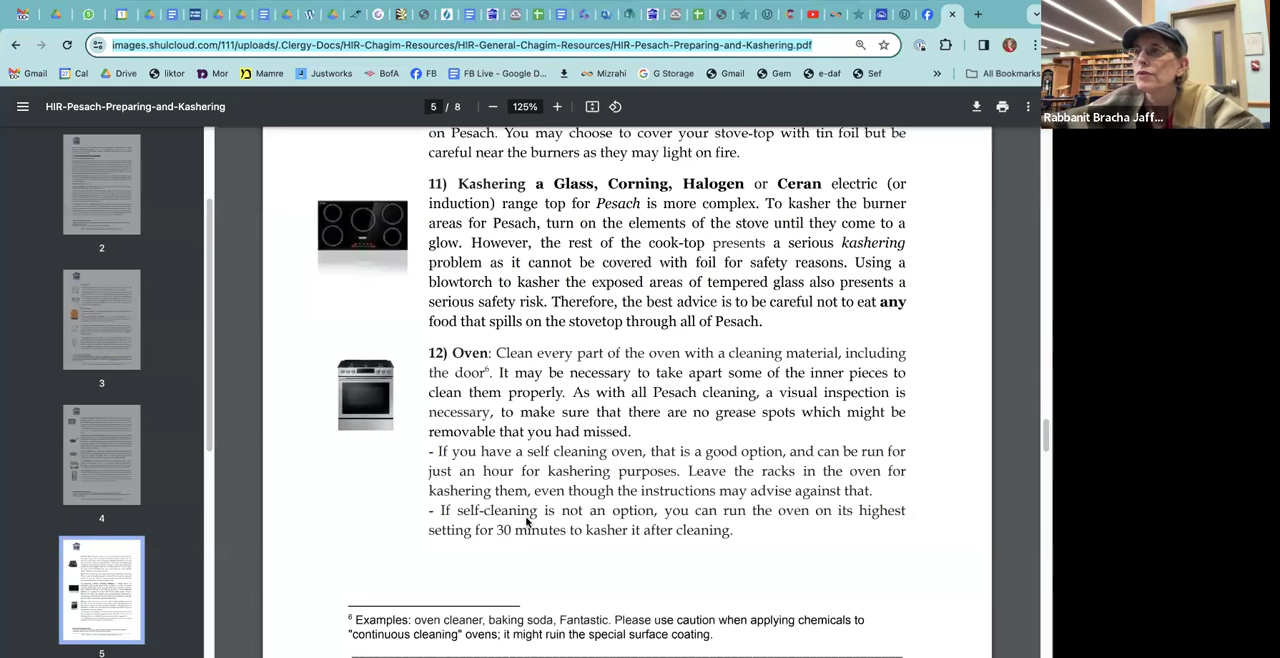 images.shulcloud.com/111/uploads/.Clergy-Docs/HIR-Chagim-Resources/HIR-General-Chagim-Resources/HIR-Pesach-Preparing-and-Kashering.pdf
Gmail Cal Drive liktor Mor Mamre Justworks BofA FB FB Live - Google D... Mizrahi G Storage Gmail Gem e-daf Sef » All Bookmarks
Rabbanit Bracha Jaff...
HIR-Pesach-Preparing-and-Kashering
5 / 8
125%
2
3
4
5
on Pesach. You may choose to cover your stove-top with tin foil but be
careful near the burners as they may light on fire.
11) Kashering a Glass, Corning, Halogen or Ceran electric (or
induction) range top for Pesach is more complex. To kasher the burner
areas for Pesach, turn on the elements of the stove until they come to a
glow. However, the rest of the cook-top presents a serious kashering
problem as it cannot be covered with foil for safety reasons. Using a
blowtorch to kasher the exposed areas of tempered glass also presents a
serious safety risk. Therefore, the best advice is to be careful not to eat any
food that spills on the stovetop through all of Pesach.
12) Oven: Clean every part of the oven with a cleaning material, including
the door⁶. It may be necessary to take apart some of the inner pieces to
clean them properly. As with all Pesach cleaning, a visual inspection is
necessary, to make sure that there are no grease spots which might be
removable that you had missed.
- If you have a self cleaning oven, that is a good option, and can be run for
just an hour for kashering purposes. Leave the racks in the oven for
kashering them, even though the instructions may advise against that.
- If self-cleaning is not an option, you can run the oven on its highest
setting for 30 minutes to kasher it after cleaning.
⁶ Examples: oven cleaner, baking soda, Fantastic. Please use caution when applying chemicals to
"continuous cleaning" ovens; it might ruin the special surface coating.